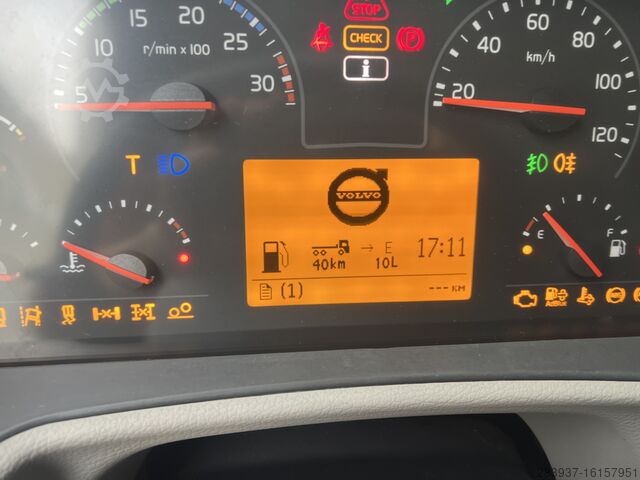 STOP
CHECK
i
5 10 15 20 25 30
r/min x 100
20 40 60 80 100 120
km/h
T
VOLVO
E F
40km → E 10L
17:11
(1)
--- KM
AdBlue
16157951